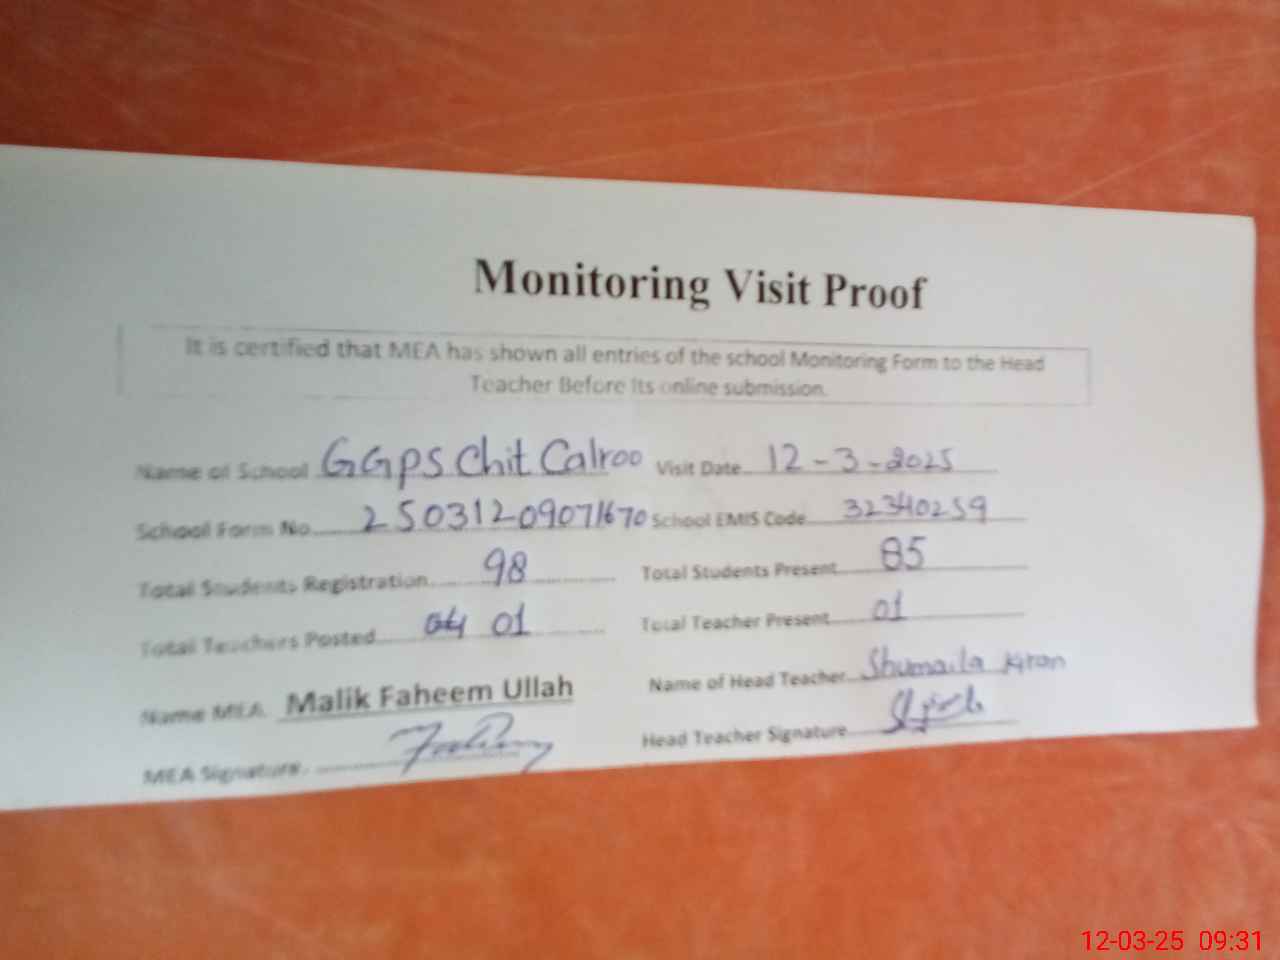 Monitoring Visit Proof
It is certified that MEA has shown all entries of the school Monitoring Form to the Head
Teacher Before Its online submission.
Name of School GGPS Chit Calroo Visit Date 12-3-2025
School Form No. 25031209071670 School EMIS Code 32340259
Total Students Registration 98 Total Students Present 85
Total Teachers Posted 01 Total Teacher Present 01
Name MEA Malik Faheem Ullah Name of Head Teacher Shumaila Kiran
MEA Signature Head Teacher Signature
12-03-25 09:31